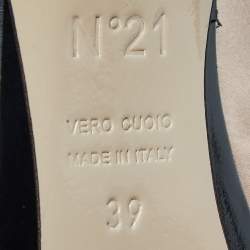 N°21
VERO CUOIO
MADE IN ITALY
39